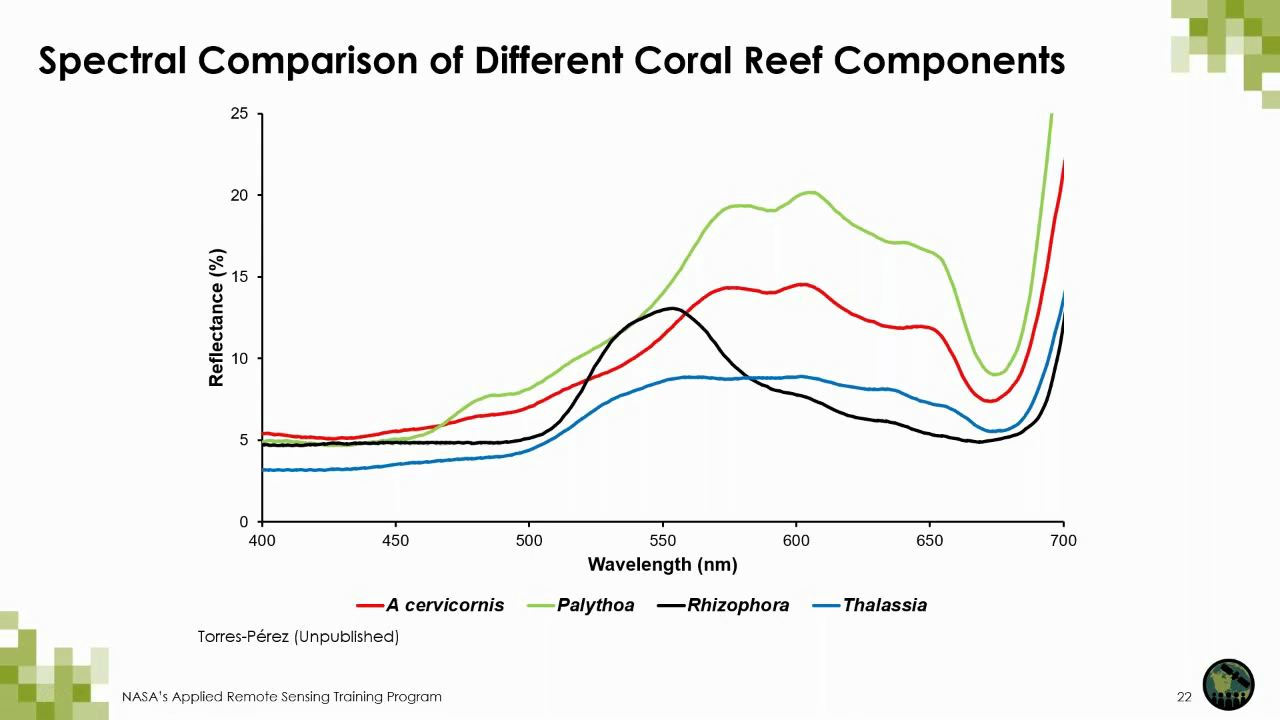 Spectral Comparison of Different Coral Reef Components
25
20
15
10
5
0
Reflectance (%)
400 450 500 550 600 650 700
Wavelength (nm)
A cervicornis Palythoa Rhizophora Thalassia
Torres-Pérez (Unpublished)
NASA's Applied Remote Sensing Training Program
22